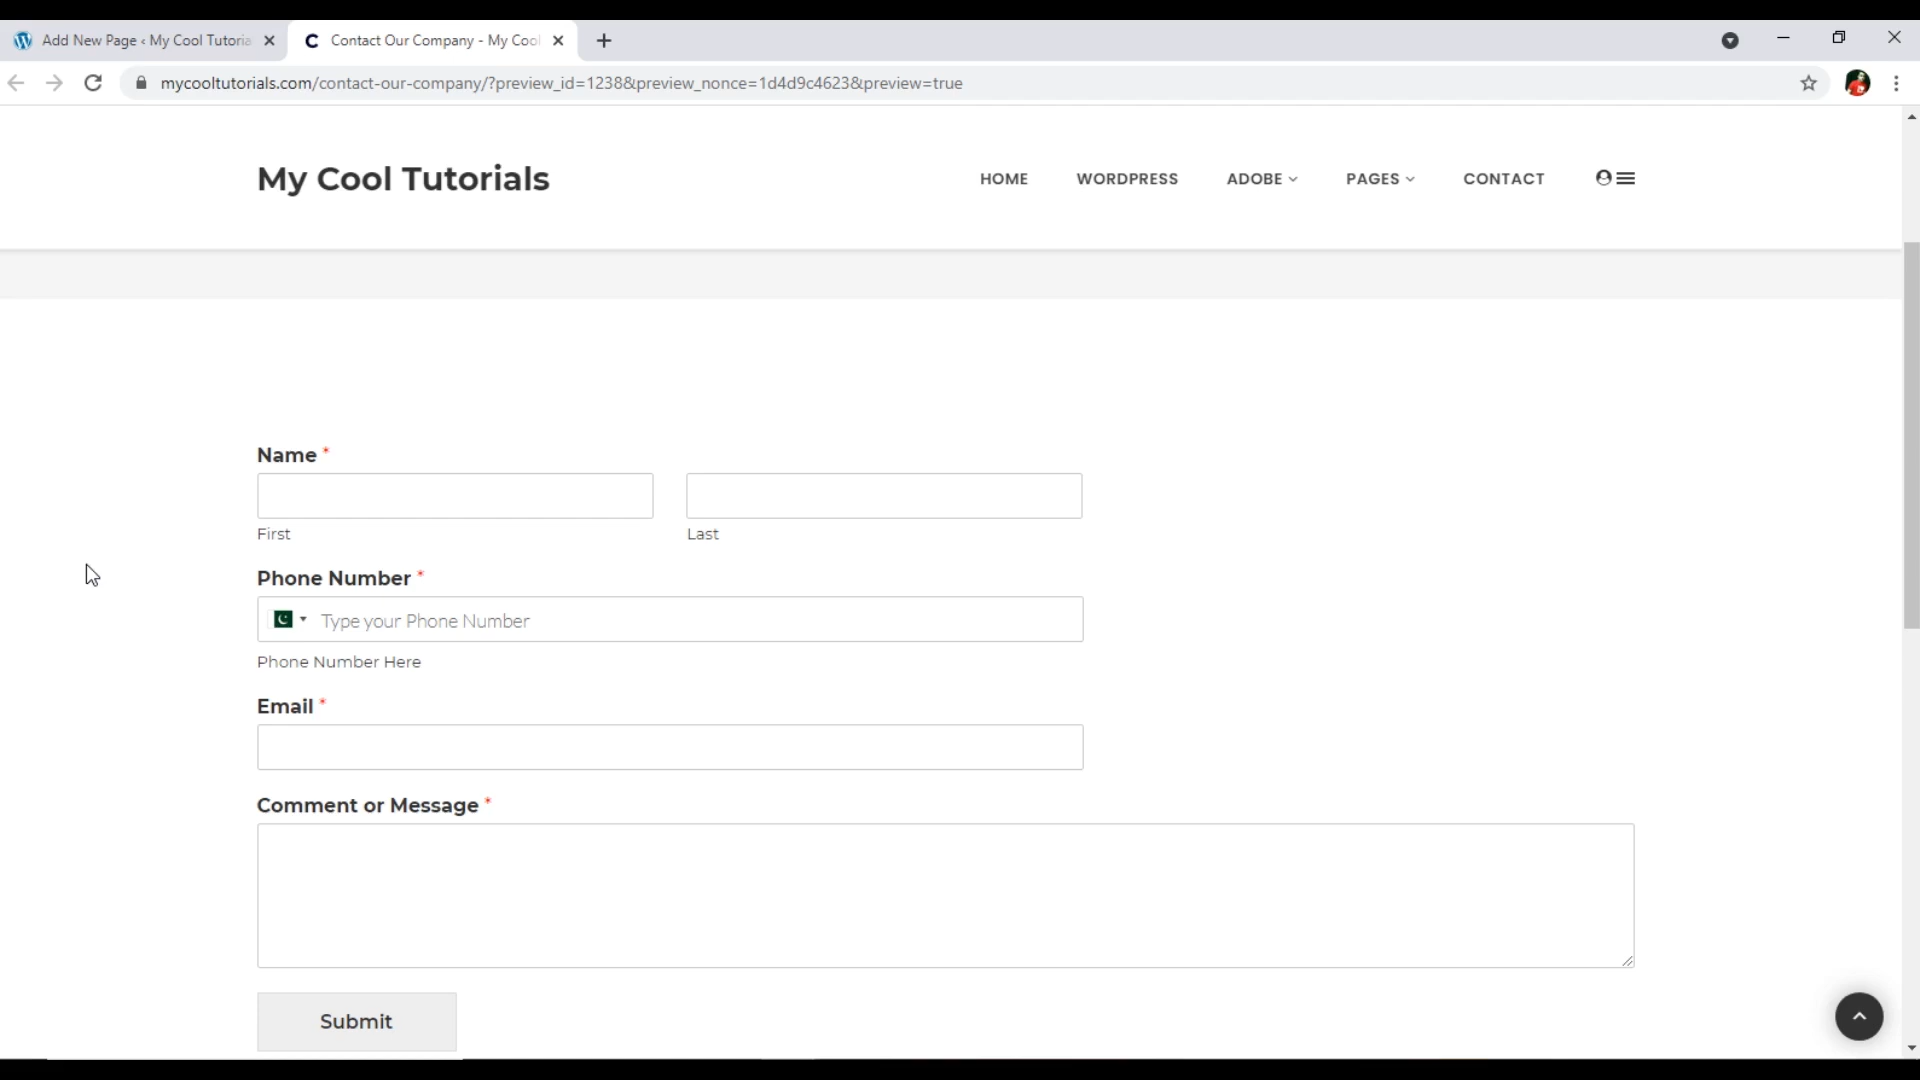 Add New Page ‹ My Cool Tutoria
Contact Our Company - My Cool
mycooltutorials.com/contact-our-company/?preview_id=1238&preview_nonce=1d4d9c4623&preview=true
My Cool Tutorials
HOME
WORDPRESS
ADOBE
PAGES
CONTACT
Name *
First
Last
Phone Number *
Type your Phone Number
Phone Number Here
Email *
Comment or Message *
Submit